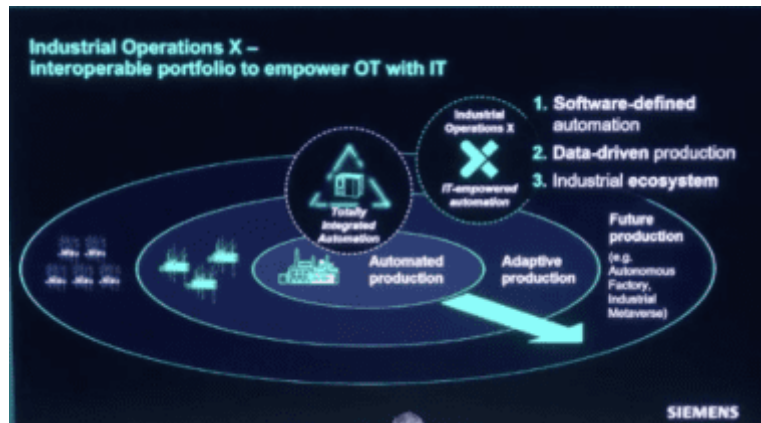 Industrial Operations X –
interoperable portfolio to empower OT with IT
Industrial
Operations X
IT-empowered
automation
1. Software-defined
automation
2. Data-driven production
3. Industrial ecosystem
Totally
Integrated
Automation
Automated
production
Adaptive
production
Future
production
(e.g.
Autonomous
Factory,
Industrial
Metaverse)
SIEMENS